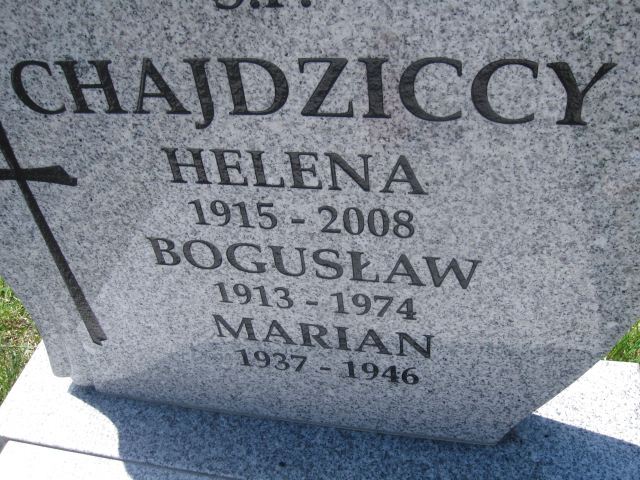 Ś.P.
CHAJDZICCY
HELENA
1915 - 2008
BOGUSŁAW
1913 - 1974
MARIAN
1937 - 1946